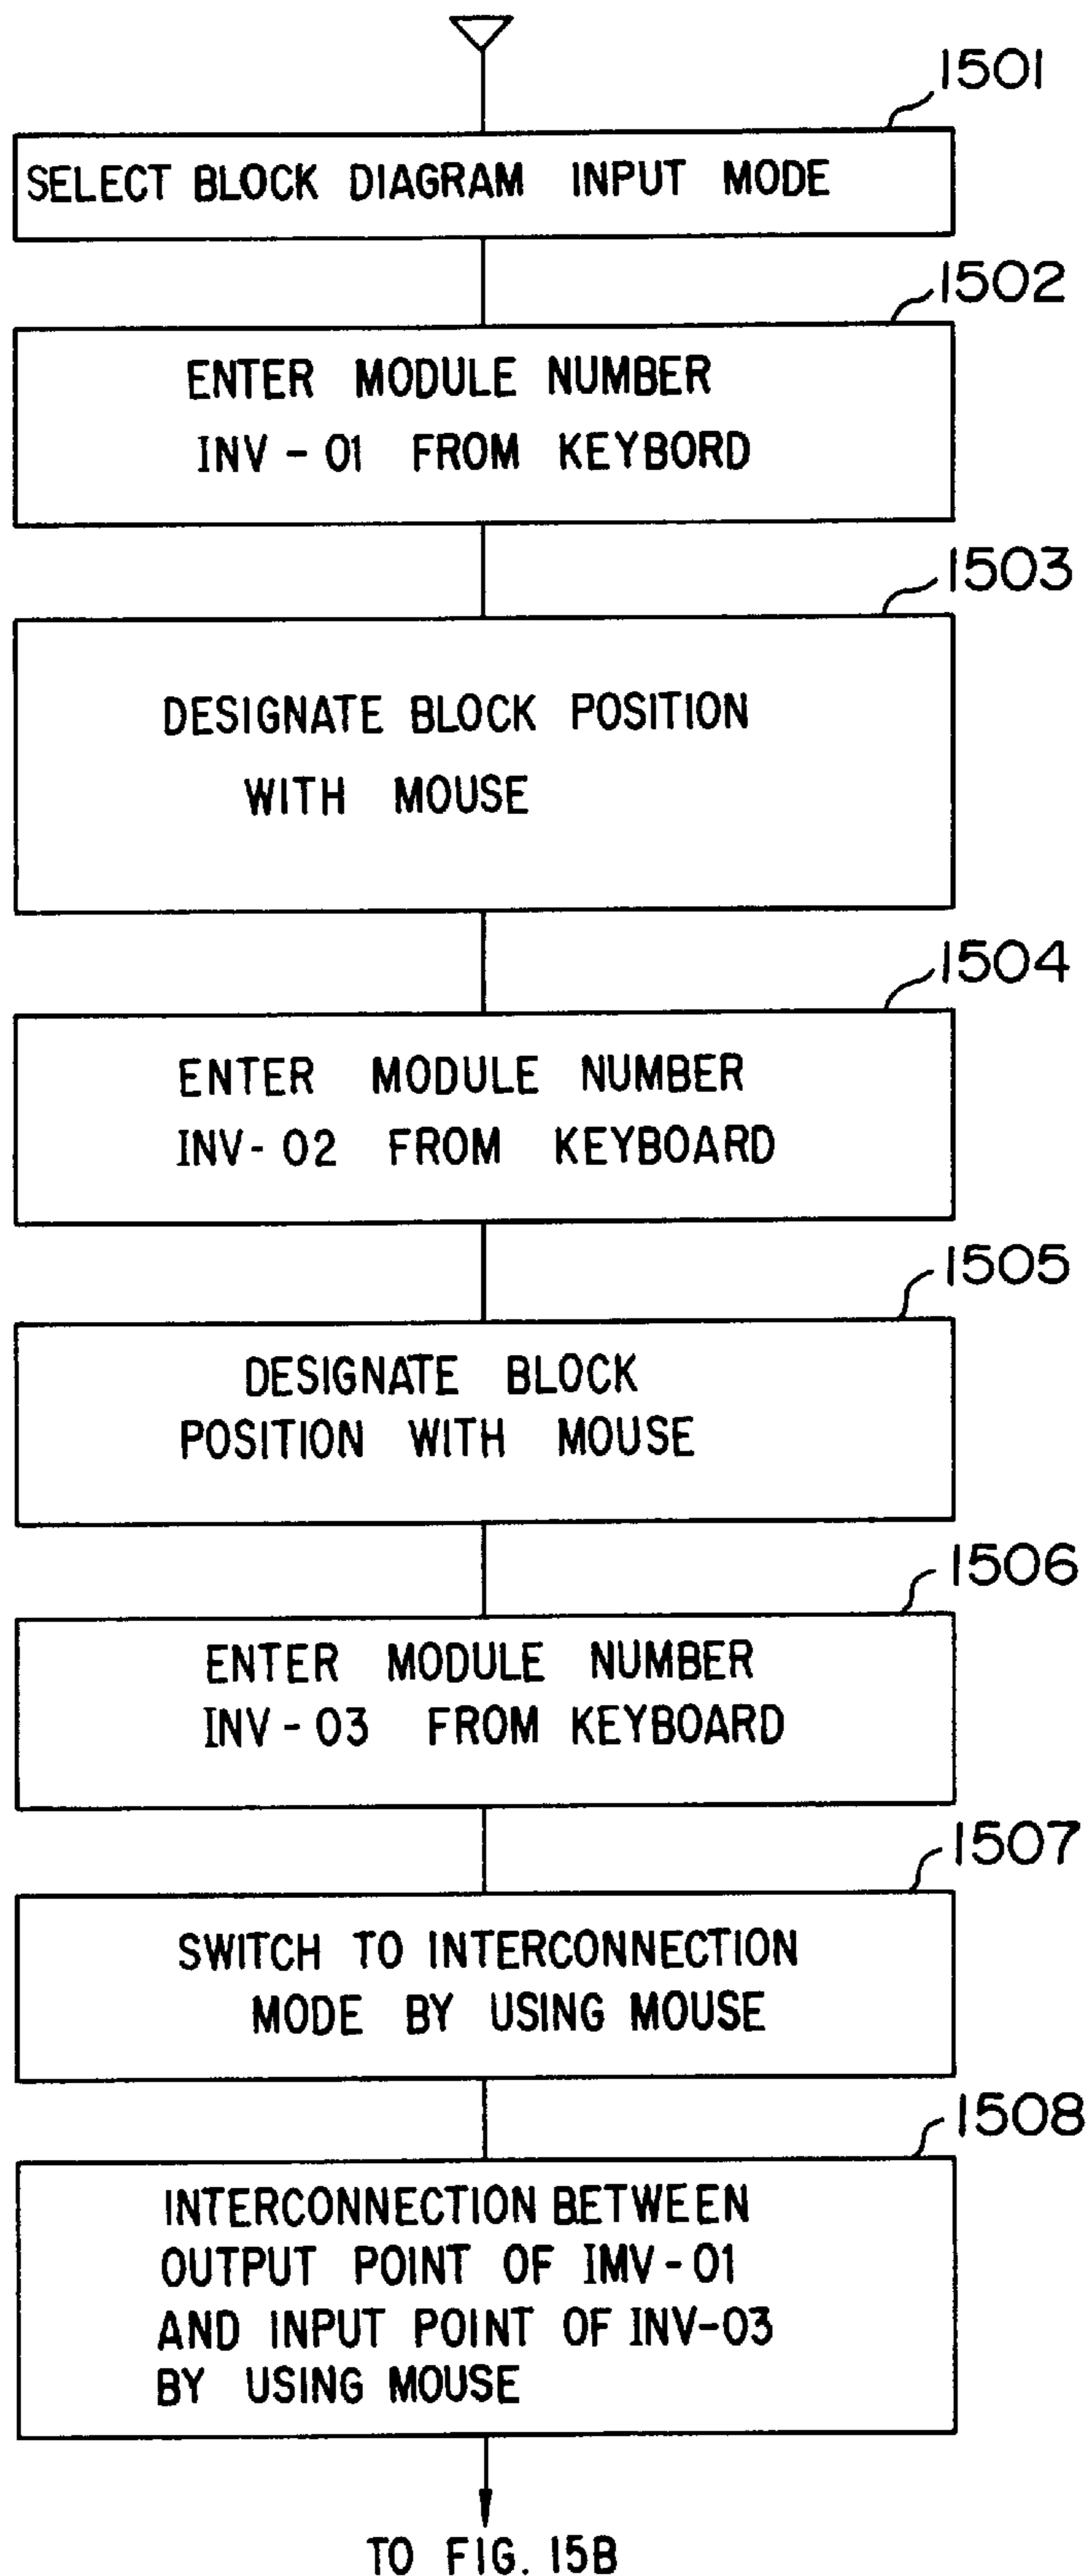 1501
SELECT BLOCK DIAGRAM INPUT MODE
1502
ENTER MODULE NUMBER
INV-01 FROM KEYBORD
1503
DESIGNATE BLOCK POSITION
WITH MOUSE
1504
ENTER MODULE NUMBER
INV-02 FROM KEYBOARD
1505
DESIGNATE BLOCK
POSITION WITH MOUSE
1506
ENTER MODULE NUMBER
INV-03 FROM KEYBOARD
1507
SWITCH TO INTERCONNECTION
MODE BY USING MOUSE
1508
INTERCONNECTION BETWEEN
OUTPUT POINT OF IMV-01
AND INPUT POINT OF INV-03
BY USING MOUSE
TO FIG. 15B